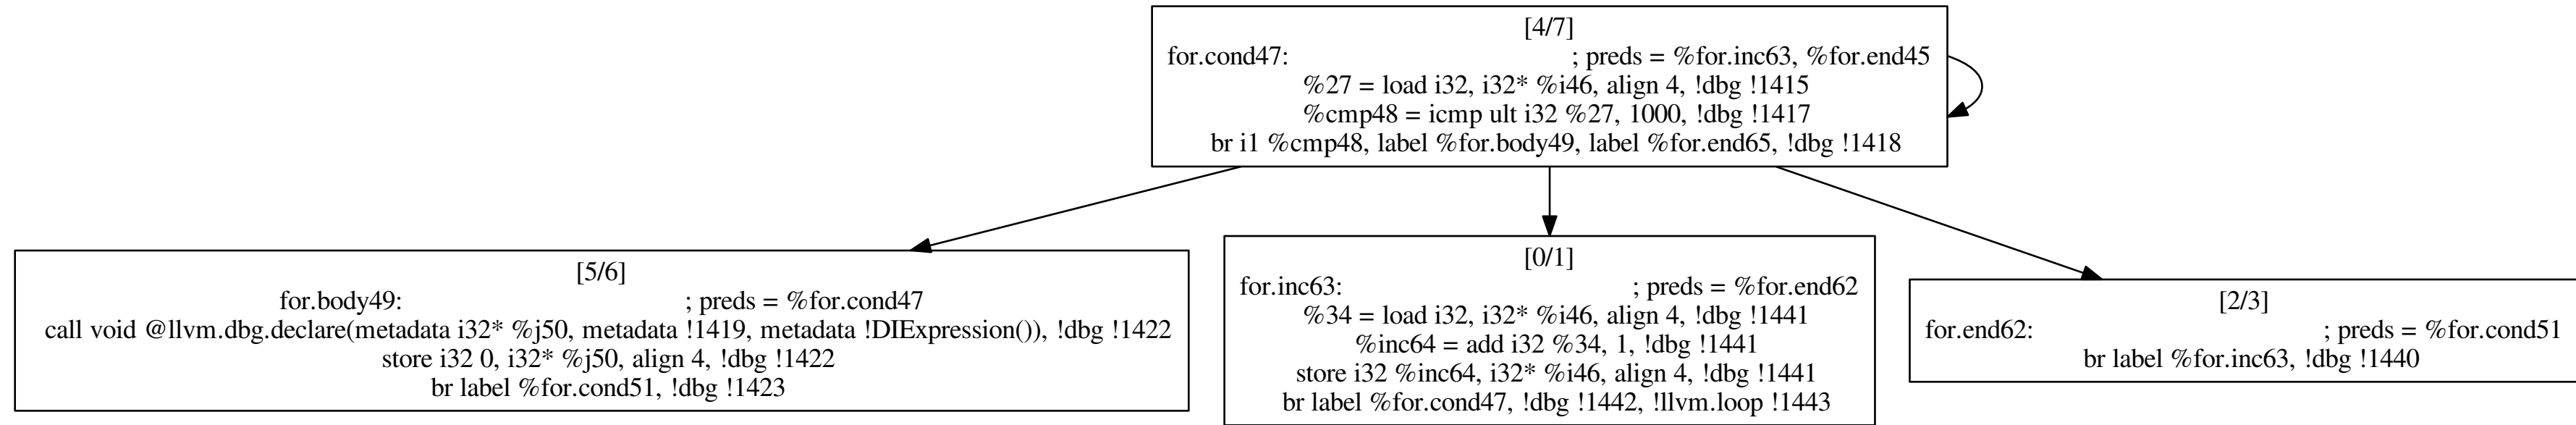 [4/7]
for.cond47: ; preds = %for.inc63, %for.end45
%27 = load i32, i32* %i46, align 4, !dbg !1415
%cmp48 = icmp ult i32 %27, 1000, !dbg !1417
br i1 %cmp48, label %for.body49, label %for.end65, !dbg !1418
[5/6]
for.body49: ; preds = %for.cond47
call void @llvm.dbg.declare(metadata i32* %j50, metadata !1419, metadata !DIExpression()), !dbg !1422
store i32 0, i32* %j50, align 4, !dbg !1422
br label %for.cond51, !dbg !1423
[0/1]
for.inc63: ; preds = %for.end62
%34 = load i32, i32* %i46, align 4, !dbg !1441
%inc64 = add i32 %34, 1, !dbg !1441
store i32 %inc64, i32* %i46, align 4, !dbg !1441
br label %for.cond47, !dbg !1442, !llvm.loop !1443
[2/3]
for.end62: ; preds = %for.cond51
br label %for.inc63, !dbg !1440